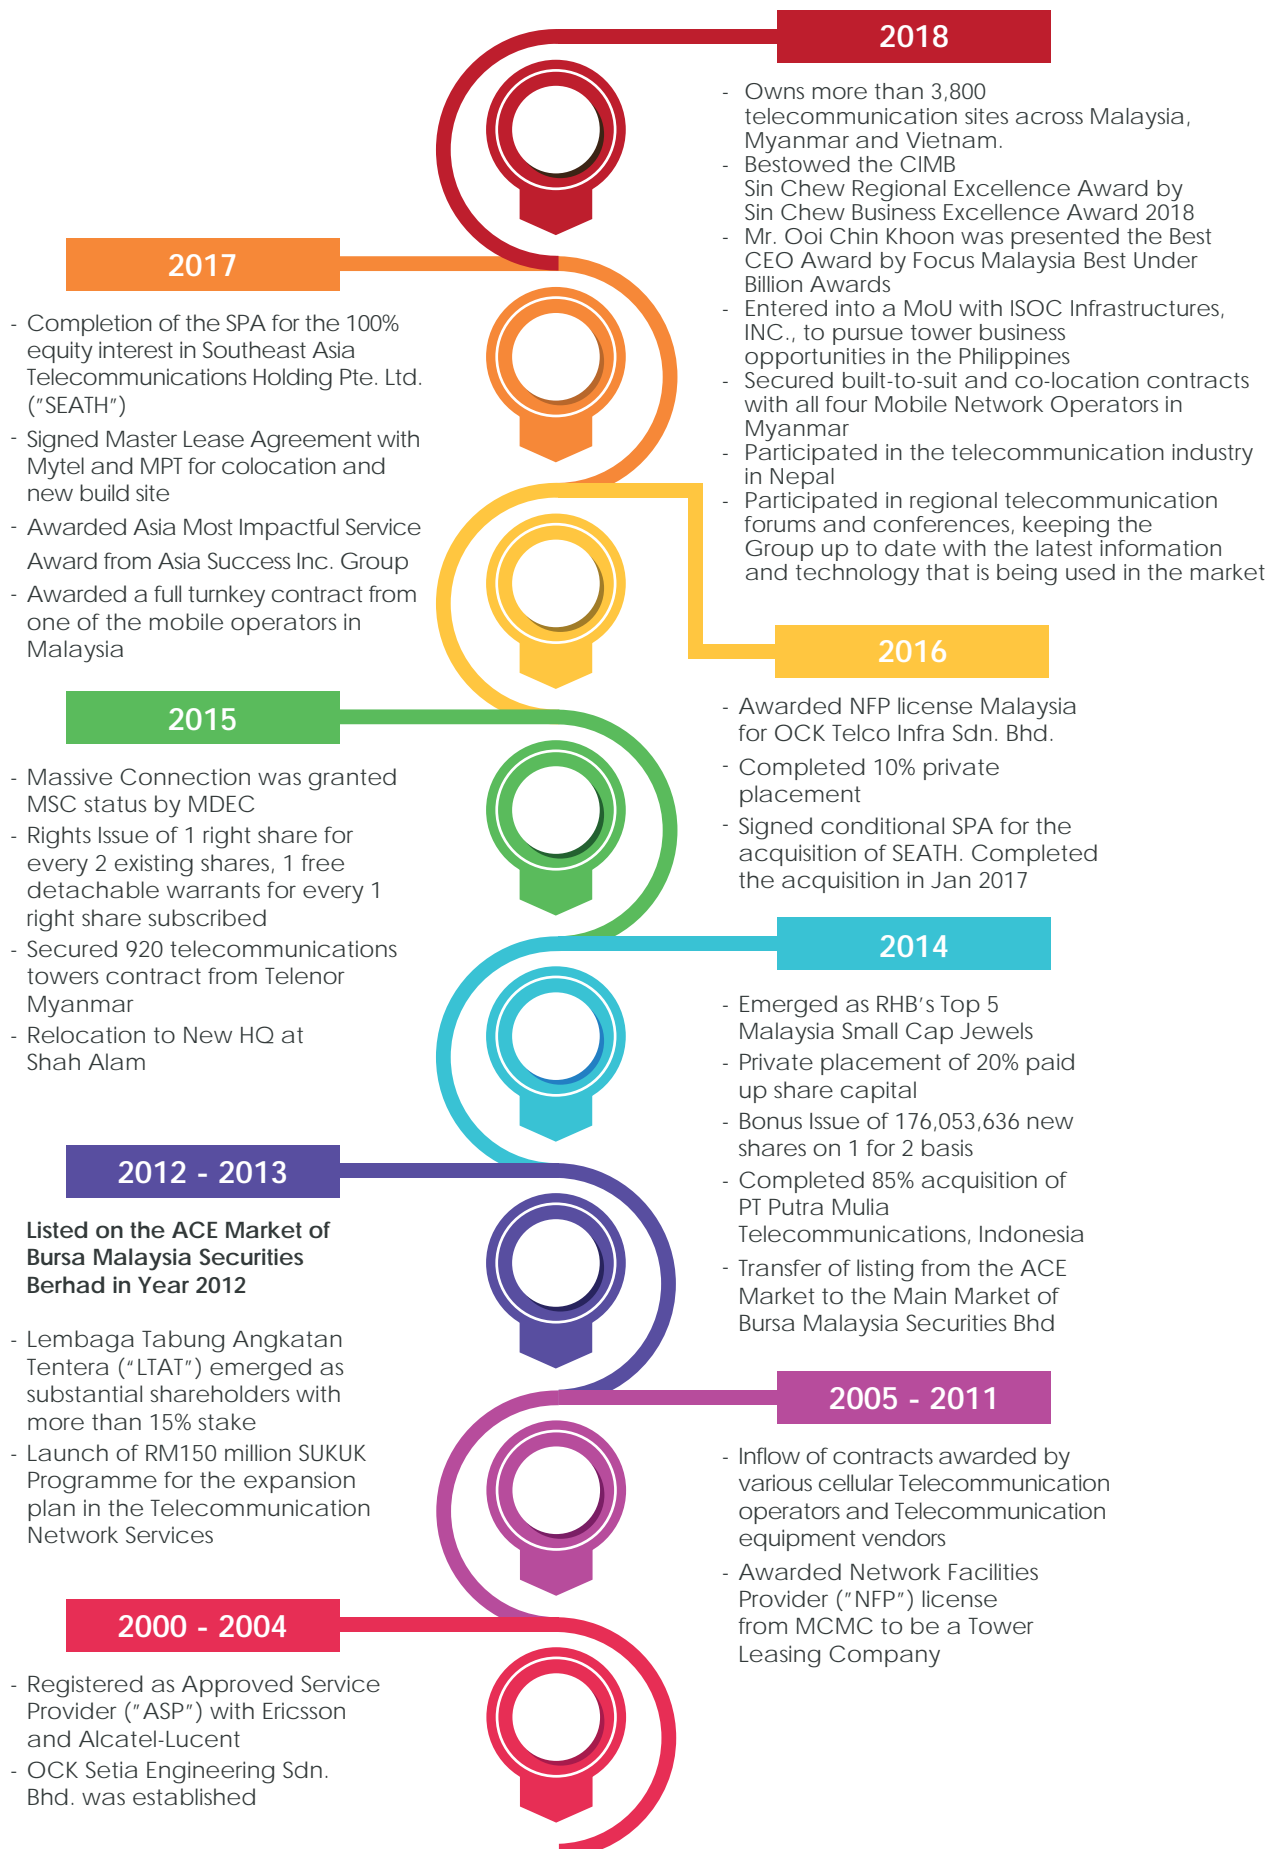 2018
- Owns more than 3,800
telecommunication sites across Malaysia,
Myanmar and Vietnam.
- Bestowed the CIMB
Sin Chew Regional Excellence Award by
Sin Chew Business Excellence Award 2018
- Mr. Ooi Chin Khoon was presented the Best
CEO Award by Focus Malaysia Best Under
Billion Awards
- Entered into a MoU with ISOC Infrastructures,
INC., to pursue tower business
opportunities in the Philippines
- Secured built-to-suit and co-location contracts
with all four Mobile Network Operators in
Myanmar
- Participated in the telecommunication industry
in Nepal
- Participated in regional telecommunication
forums and conferences, keeping the
Group up to date with the latest information
and technology that is being used in the market
2017
- Completion of the SPA for the 100%
equity interest in Southeast Asia
Telecommunications Holding Pte. Ltd.
("SEATH")
- Signed Master Lease Agreement with
Mytel and MPT for colocation and
new build site
- Awarded Asia Most Impactful Service
Award from Asia Success Inc. Group
- Awarded a full turnkey contract from
one of the mobile operators in
Malaysia
2016
- Awarded NFP license Malaysia
for OCK Telco Infra Sdn. Bhd.
- Completed 10% private
placement
- Signed conditional SPA for the
acquisition of SEATH. Completed
the acquisition in Jan 2017
2015
- Massive Connection was granted
MSC status by MDEC
- Rights Issue of 1 right share for
every 2 existing shares, 1 free
detachable warrants for every 1
right share subscribed
- Secured 920 telecommunications
towers contract from Telenor
Myanmar
- Relocation to New HQ at
Shah Alam
2014
- Emerged as RHB's Top 5
Malaysia Small Cap Jewels
- Private placement of 20% paid
up share capital
- Bonus Issue of 176,053,636 new
shares on 1 for 2 basis
- Completed 85% acquisition of
PT Putra Mulia
Telecommunications, Indonesia
- Transfer of listing from the ACE
Market to the Main Market of
Bursa Malaysia Securities Bhd
2012 - 2013
Listed on the ACE Market of
Bursa Malaysia Securities
Berhad in Year 2012
- Lembaga Tabung Angkatan
Tentera ("LTAT") emerged as
substantial shareholders with
more than 15% stake
- Launch of RM150 million SUKUK
Programme for the expansion
plan in the Telecommunication
Network Services
2005 - 2011
- Inflow of contracts awarded by
various cellular Telecommunication
operators and Telecommunication
equipment vendors
- Awarded Network Facilities
Provider ("NFP") license
from MCMC to be a Tower
Leasing Company
2000 - 2004
- Registered as Approved Service
Provider ("ASP") with Ericsson
and Alcatel-Lucent
- OCK Setia Engineering Sdn.
Bhd. was established